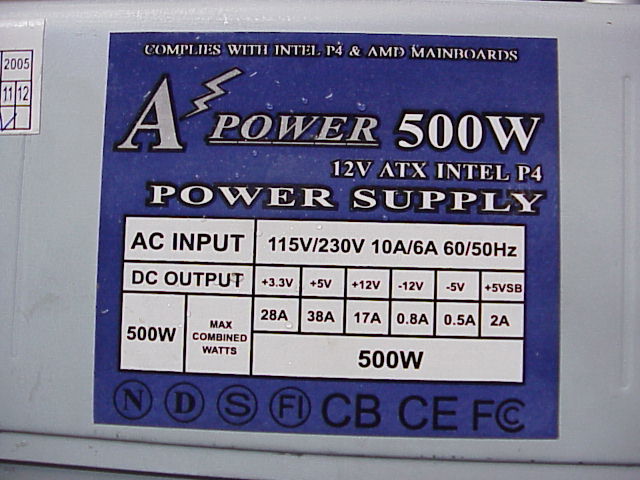 2005
11 12
COMPLIES WITH INTEL P4 & AMD MAINBOARDS
A POWER 500W
12V ATX INTEL P4
POWER SUPPLY
AC INPUT 115V/230V 10A/6A 60/50Hz
DC OUTPUT +3.3V +5V +12V -12V -5V +5VSB
500W MAX COMBINED WATTS 28A 38A 17A 0.8A 0.5A 2A
500W
N D S FI CB CE FC